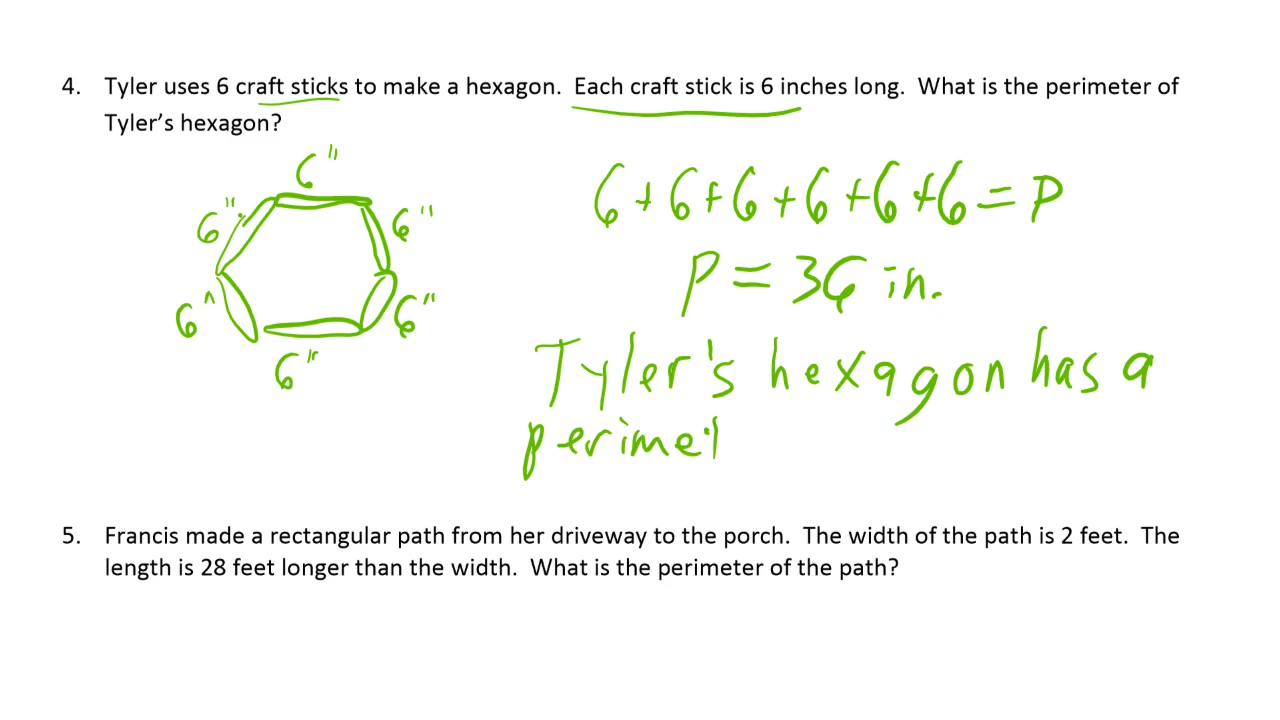 4. Tyler uses 6 craft sticks to make a hexagon. Each craft stick is 6 inches long. What is the perimeter of
Tyler's hexagon?
6"
6"
6"
6"
6"
6"
6 + 6 + 6 + 6 + 6 + 6 = P
P = 36 in.
Tyler's hexagon has a
perimet
5. Francis made a rectangular path from her driveway to the porch. The width of the path is 2 feet. The
length is 28 feet longer than the width. What is the perimeter of the path?